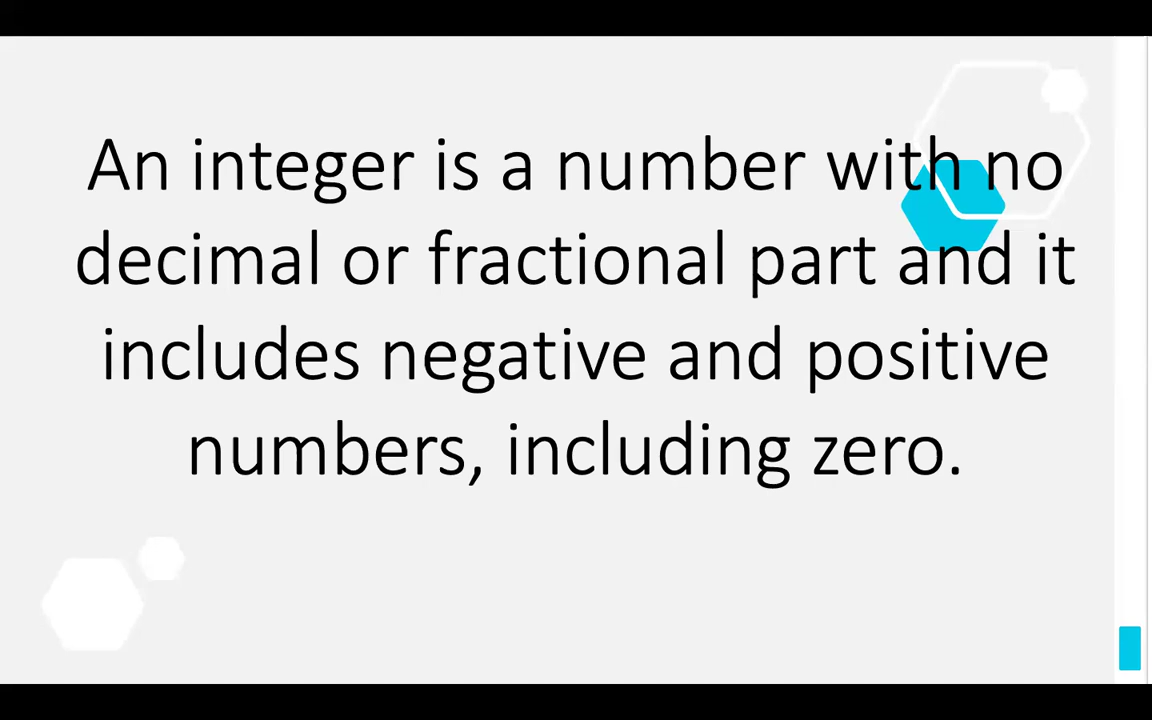 An integer is a number with no
decimal or fractional part and it
includes negative and positive
numbers, including zero.